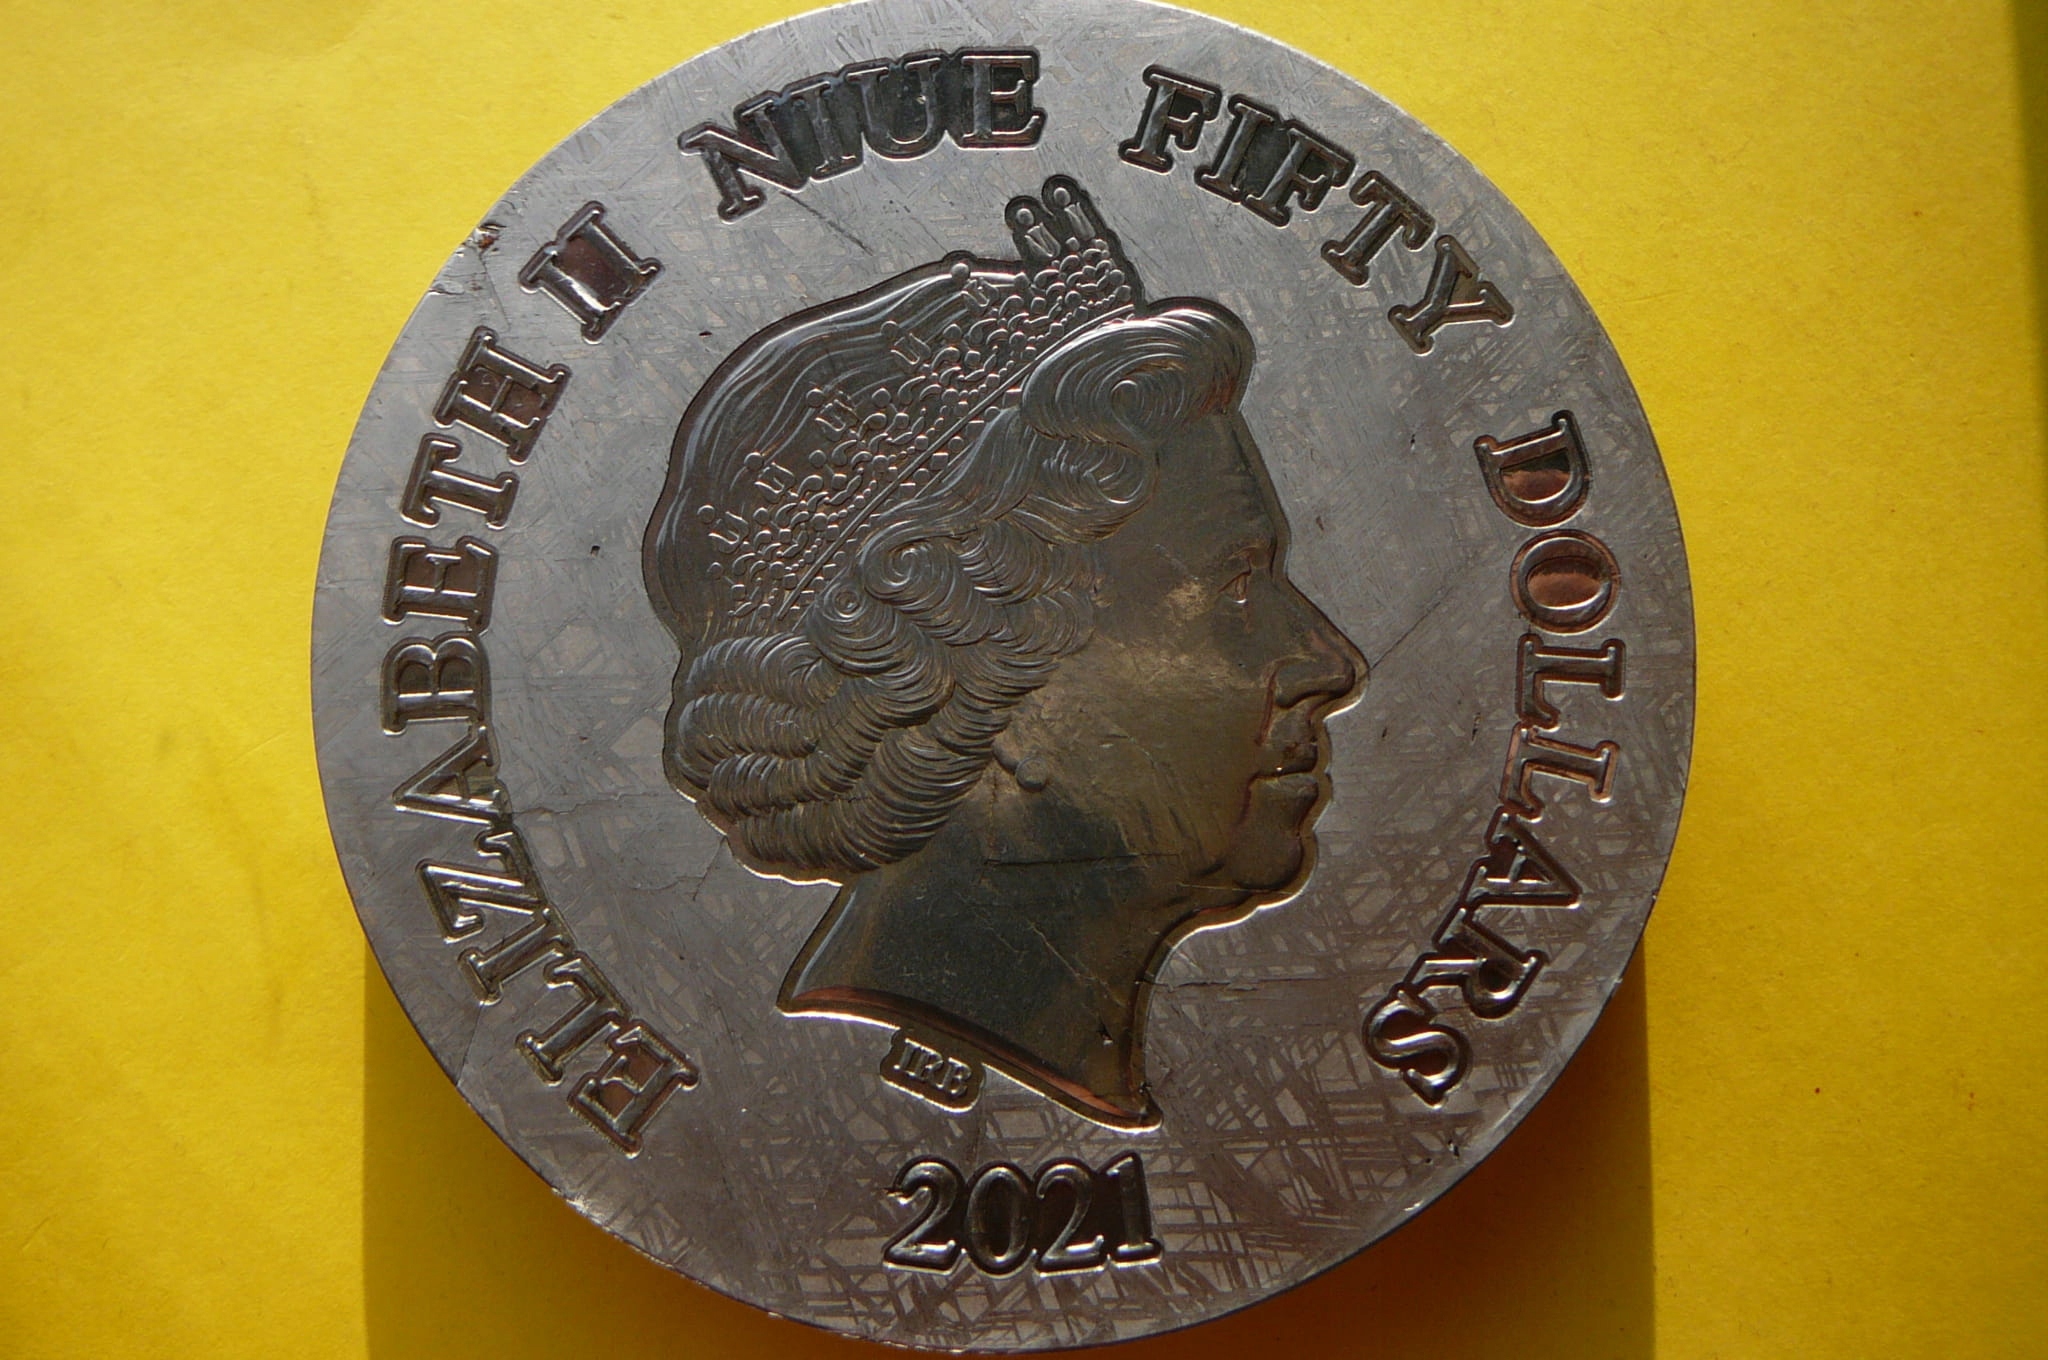 ELIZABETH II NIUE FIFTY DOLLARS
IRB
2021